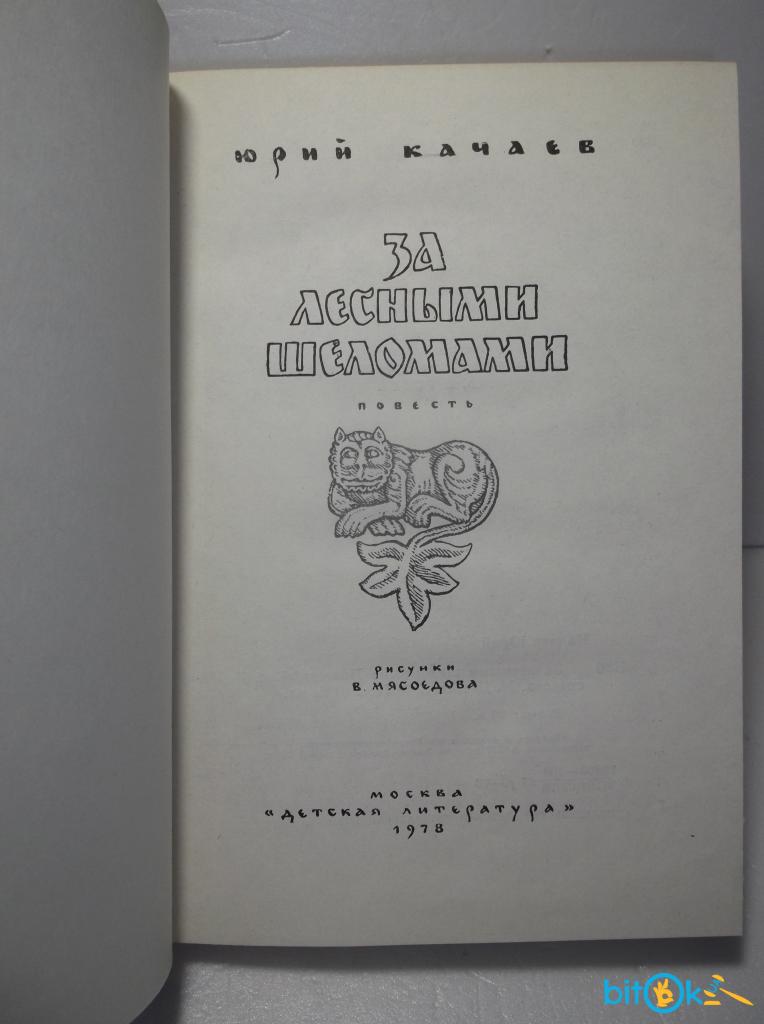 Юрий Качаев
ЗА
ЛЕСНЫМИ
ШЕЛОМАМИ
повесть
рисунки
В. Мясоедова
Москва
«Детская литература»
1978
bitOk